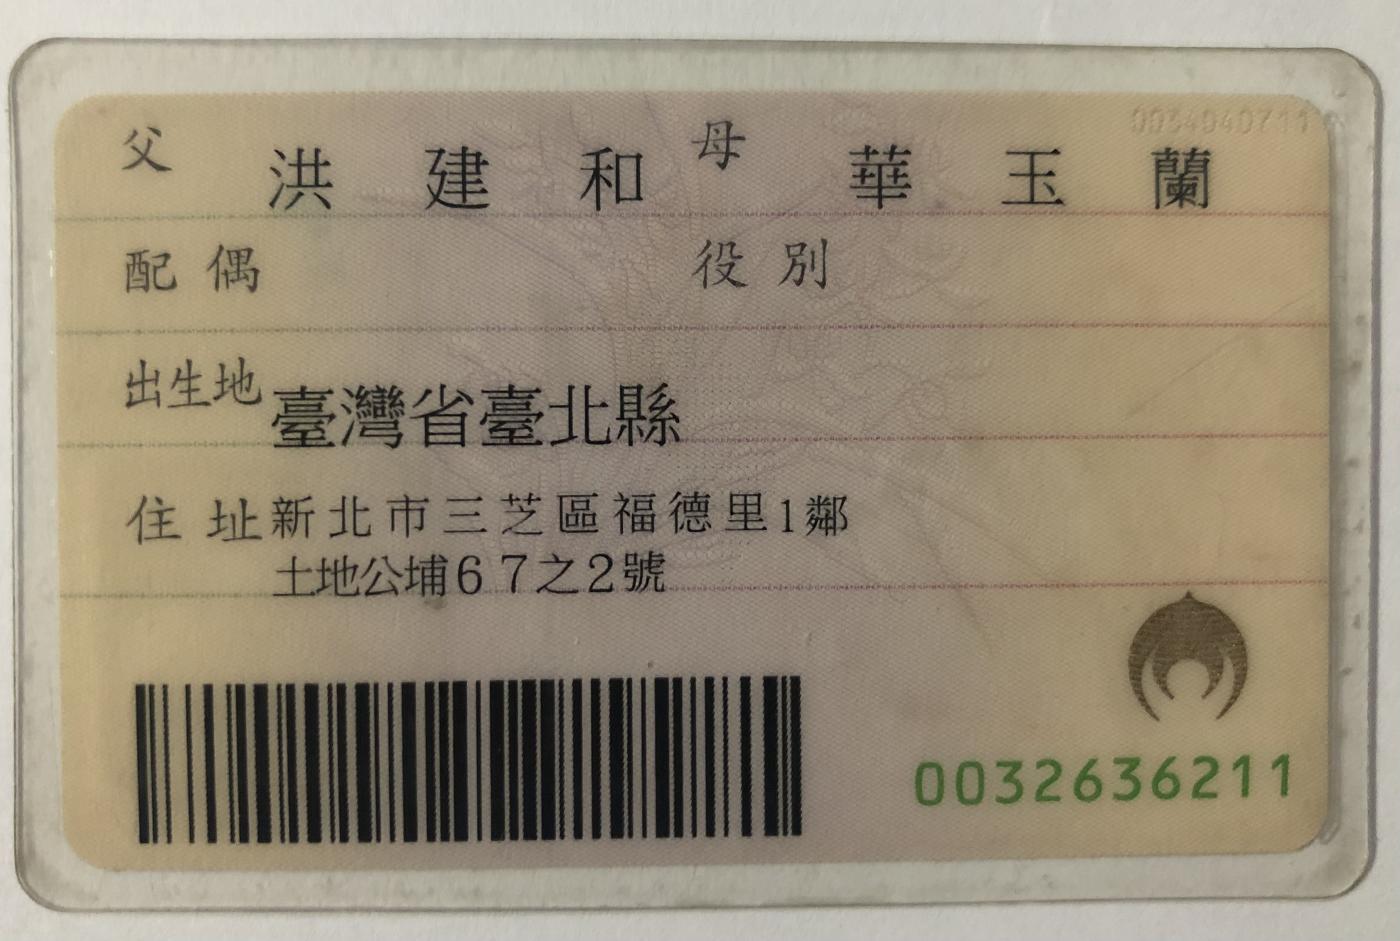 父 洪建和 母 華玉蘭
配偶 役別
出生地 臺灣省臺北縣
住址 新北市三芝區福德里1鄰
土地公埔67之2號
0032636211